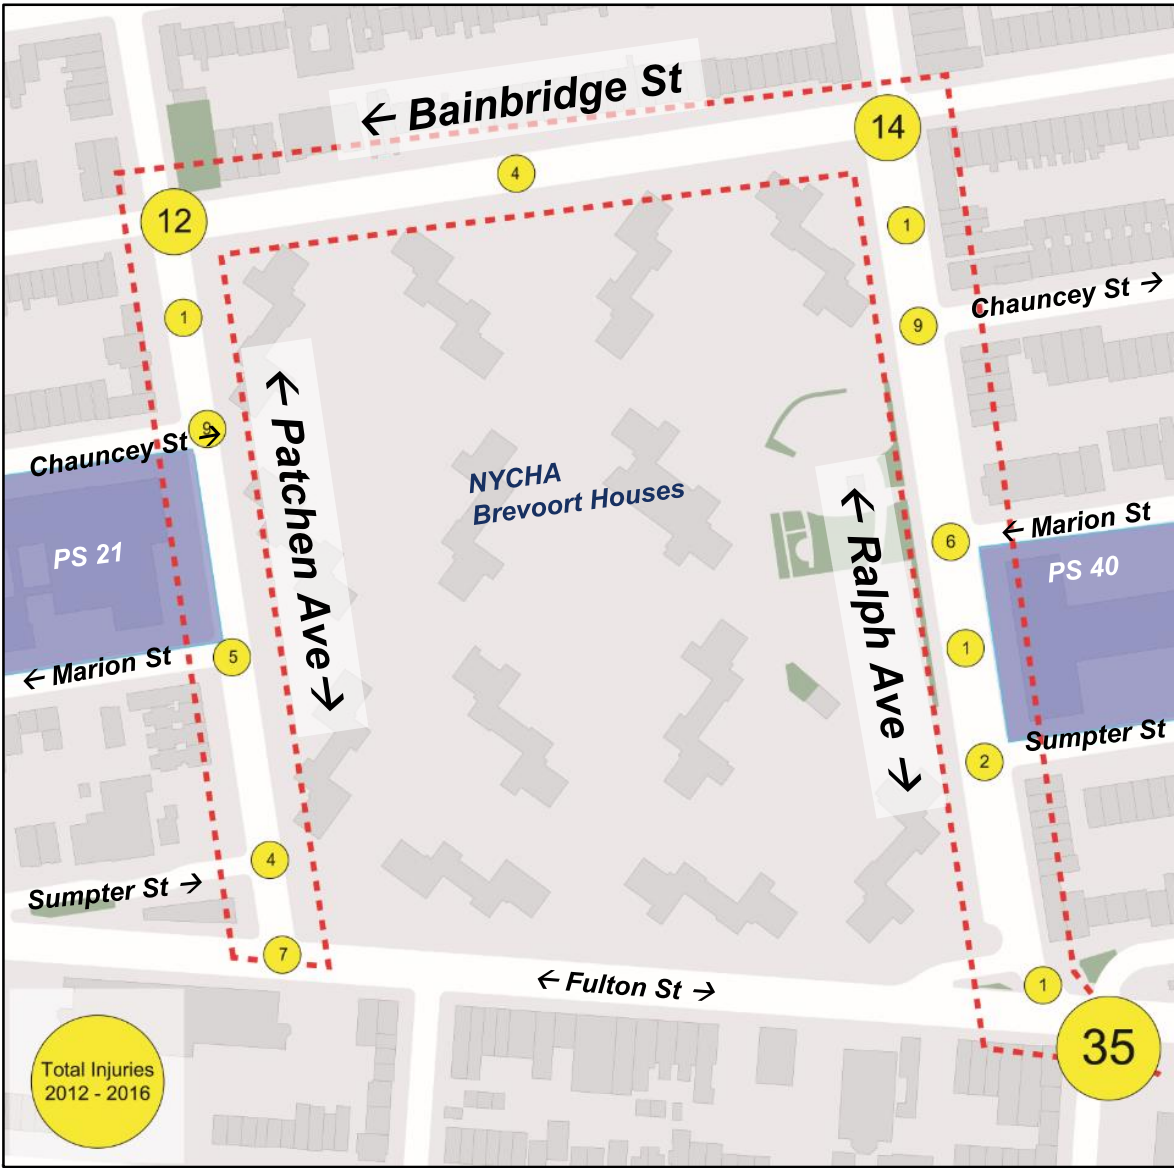 ← Bainbridge St
14
4
12
1
Chauncey St →
1
9
← Patchen Ave →
9
Chauncey St →
NYCHA
Brevoort Houses
← Ralph Ave →
← Marion St
6
PS 21
PS 40
1
5
← Marion St
Sumpter St
2
4
Sumpter St →
7
← Fulton St →
1
35
Total Injuries
2012 - 2016